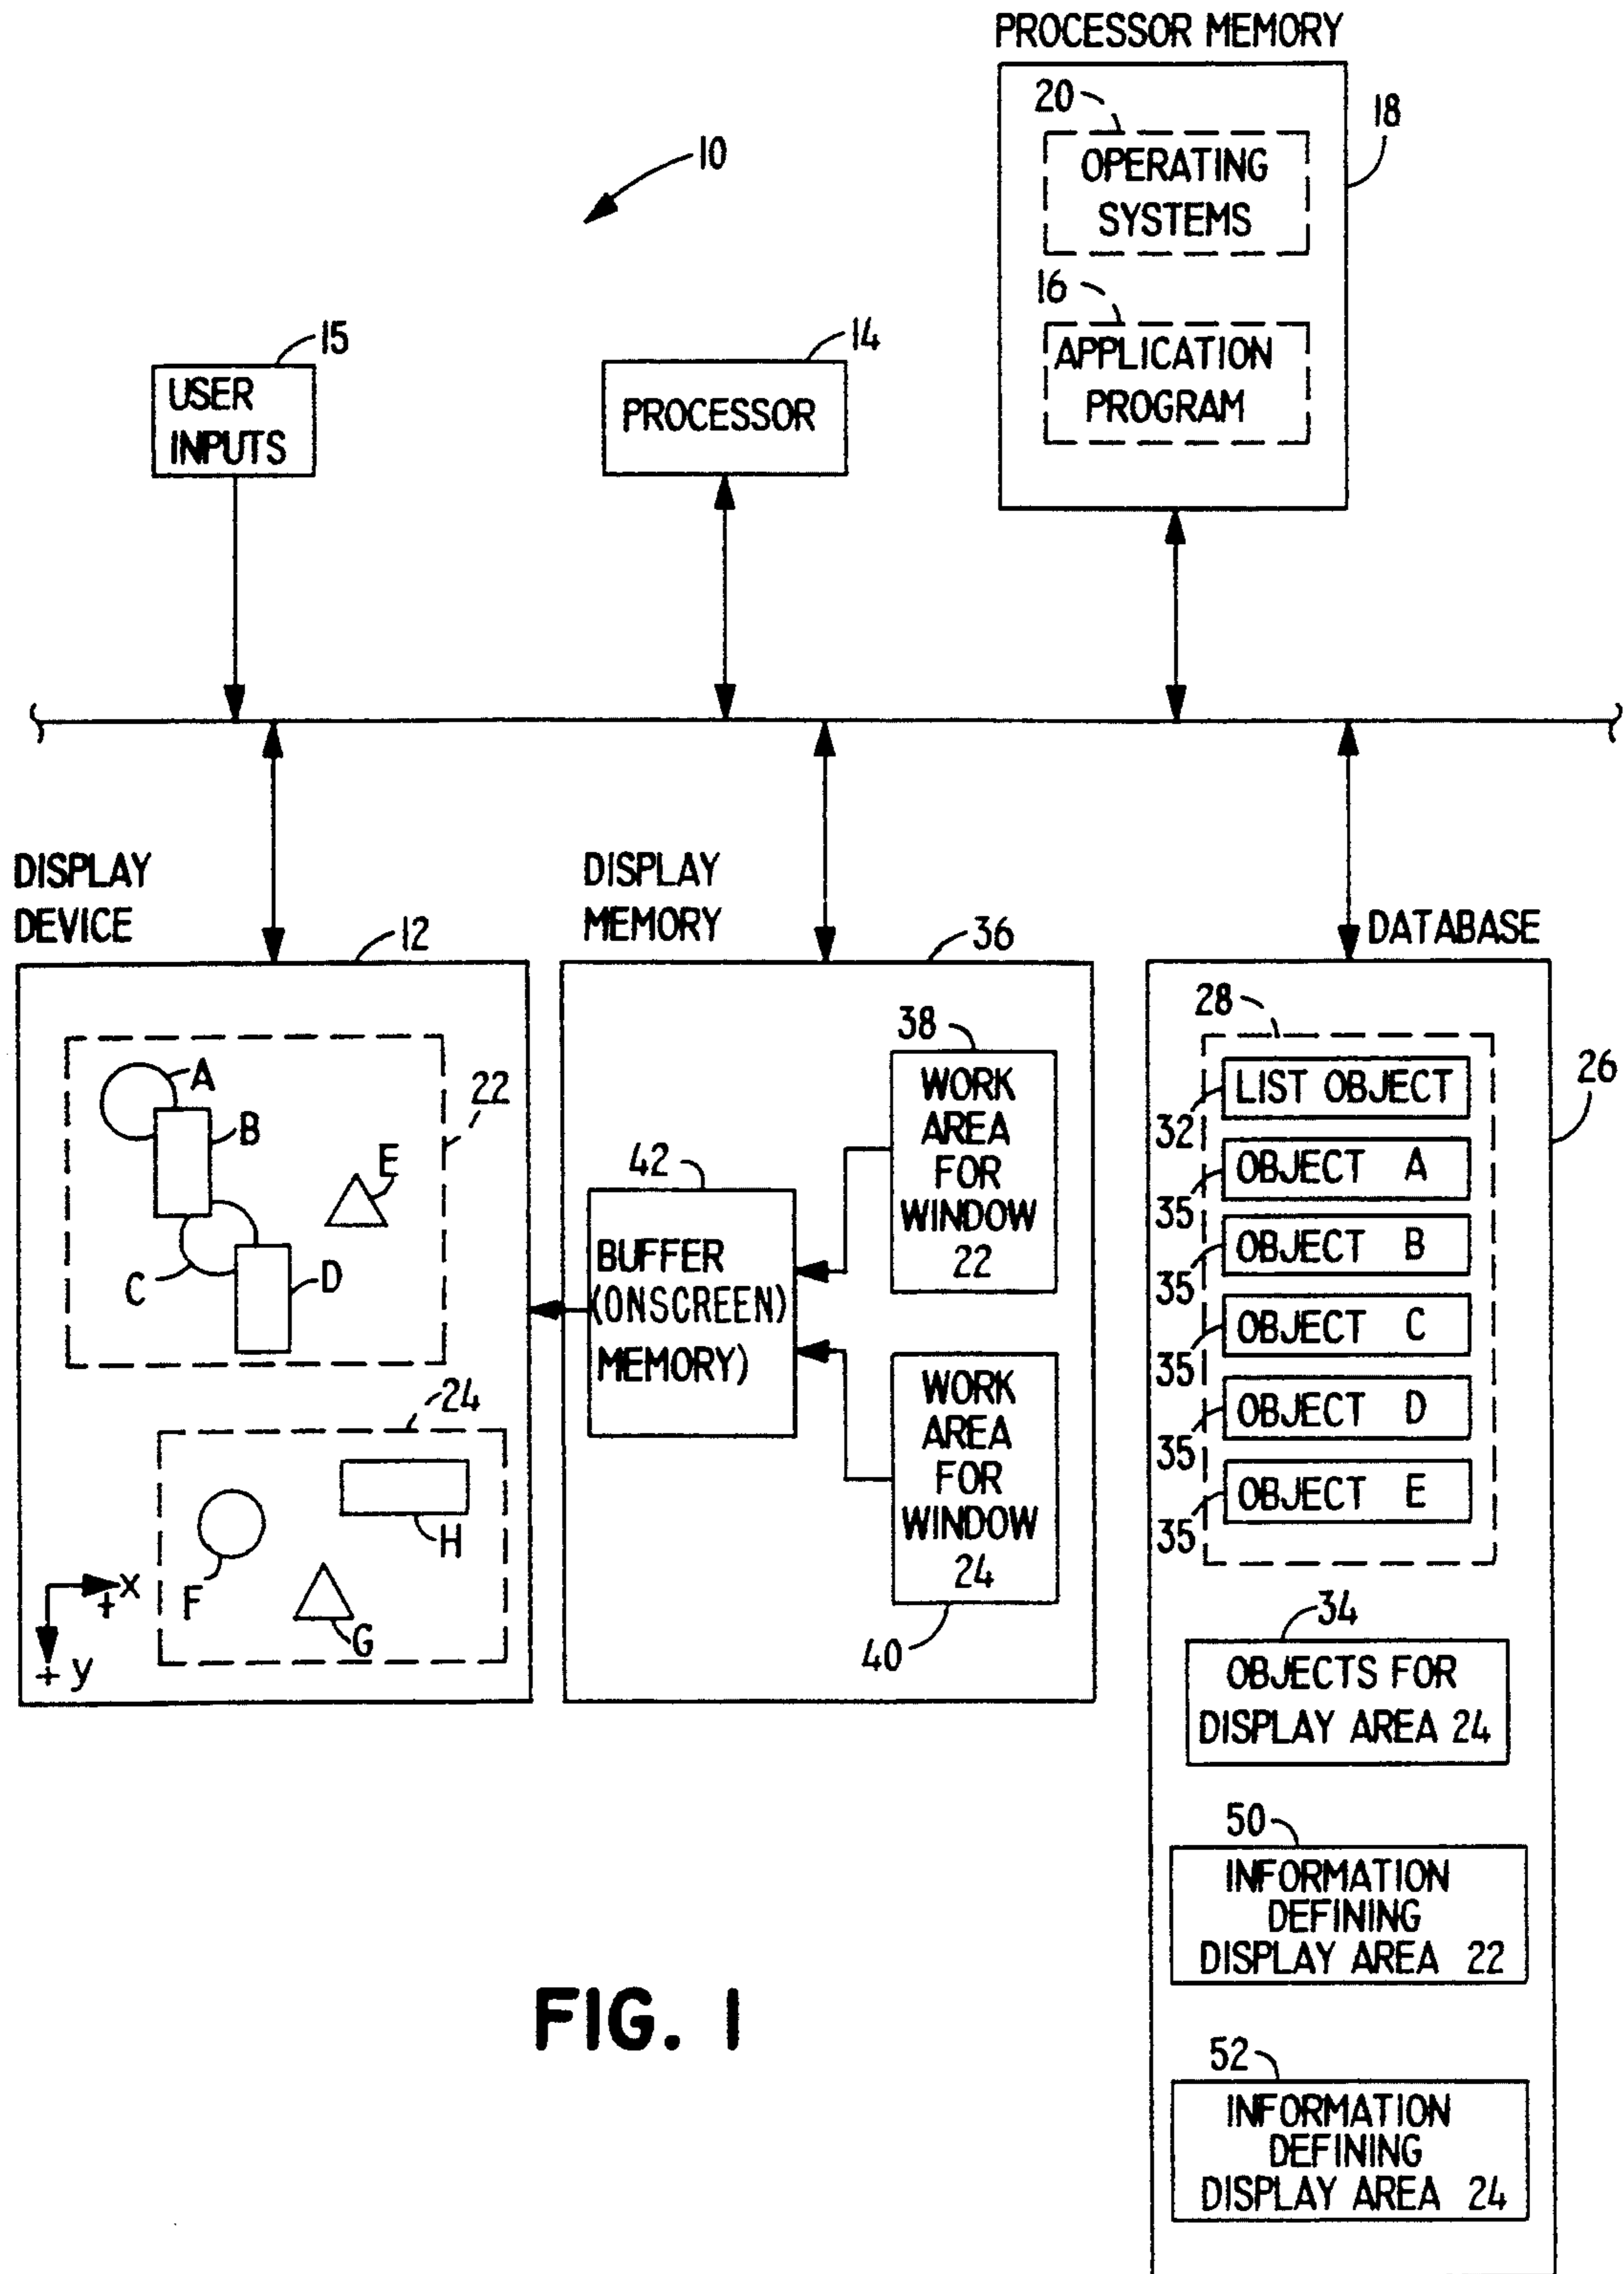 PROCESSOR MEMORY
20
OPERATING
SYSTEMS
18
10
16
APPLICATION
PROGRAM
15
USER
INPUTS
14
PROCESSOR
DISPLAY
DEVICE
12
A
B
22
E
C
D
24
F
H
G
+ x
+ y
DISPLAY
MEMORY
36
38
WORK
AREA
FOR
WINDOW
22
42
BUFFER
(ONSCREEN)
MEMORY)
WORK
AREA
FOR
WINDOW
24
40
DATABASE
28
26
LIST OBJECT
32
OBJECT A
35
OBJECT B
35
OBJECT C
35
OBJECT D
35
OBJECT E
35
34
OBJECTS FOR
DISPLAY AREA 24
50
INFORMATION
DEFINING
DISPLAY AREA 22
52
INFORMATION
DEFINING
DISPLAY AREA 24
FIG. 1